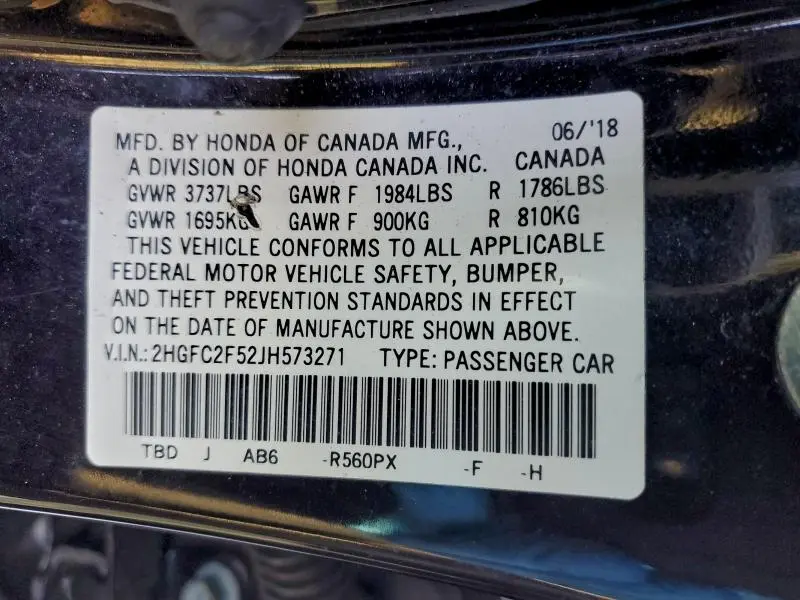 MFD. BY HONDA OF CANADA MFG., 06/'18
A DIVISION OF HONDA CANADA INC. CANADA
GVWR 3737LBS GAWR F 1984LBS R 1786LBS
GVWR 1695KG GAWR F 900KG R 810KG
THIS VEHICLE CONFORMS TO ALL APPLICABLE
FEDERAL MOTOR VEHICLE SAFETY, BUMPER,
AND THEFT PREVENTION STANDARDS IN EFFECT
ON THE DATE OF MANUFACTURE SHOWN ABOVE.
V.I.N.: 2HGFC2F52JH573271 TYPE: PASSENGER CAR
TBD J AB6 -R560PX -F -H